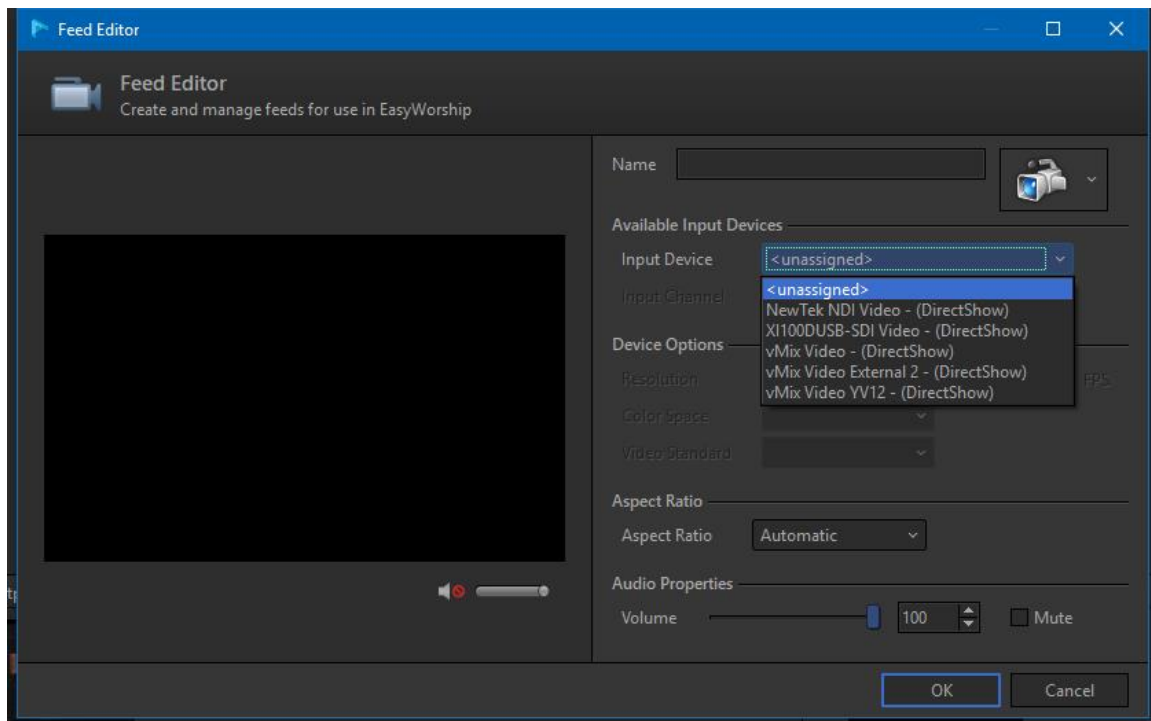 Feed Editor
Feed Editor
Create and manage feeds for use in EasyWorship
Name
Available Input Devices
Input Device <unassigned>
<unassigned>
Input Channel
NewTek NDI Video - (DirectShow)
XI100DUSB-SDI Video - (DirectShow)
vMix Video - (DirectShow)
vMix Video External 2 - (DirectShow)
vMix Video YV12 - (DirectShow)
Device Options
Resolution FPS
Color Space
Video Standard
Aspect Ratio
Aspect Ratio Automatic
Audio Properties
Volume 100 Mute
OK Cancel